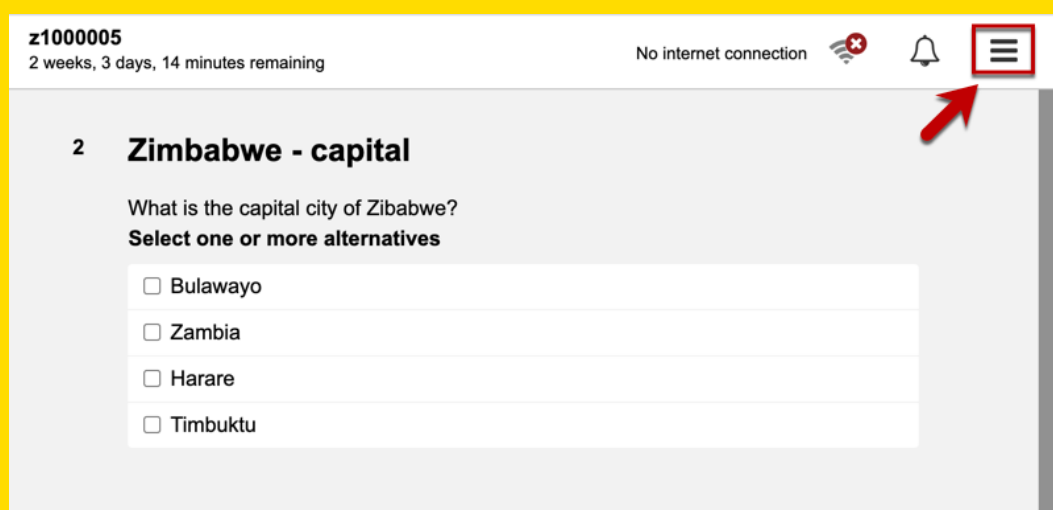 z1000005
2 weeks, 3 days, 14 minutes remaining
No internet connection
2
Zimbabwe - capital
What is the capital city of Zibabwe?
Select one or more alternatives
Bulawayo
Zambia
Harare
Timbuktu